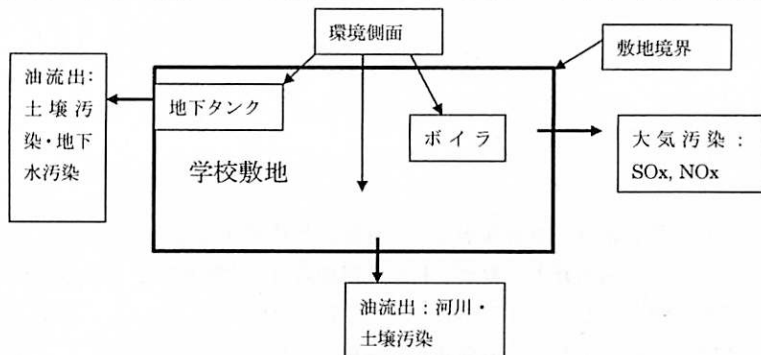 環境側面
敷地境界
油流出：
土壌汚
染・地下
水汚染
地下タンク
ボイラ
大気汚染：
SOx, NOx
学校敷地
油流出：河川・
土壌汚染